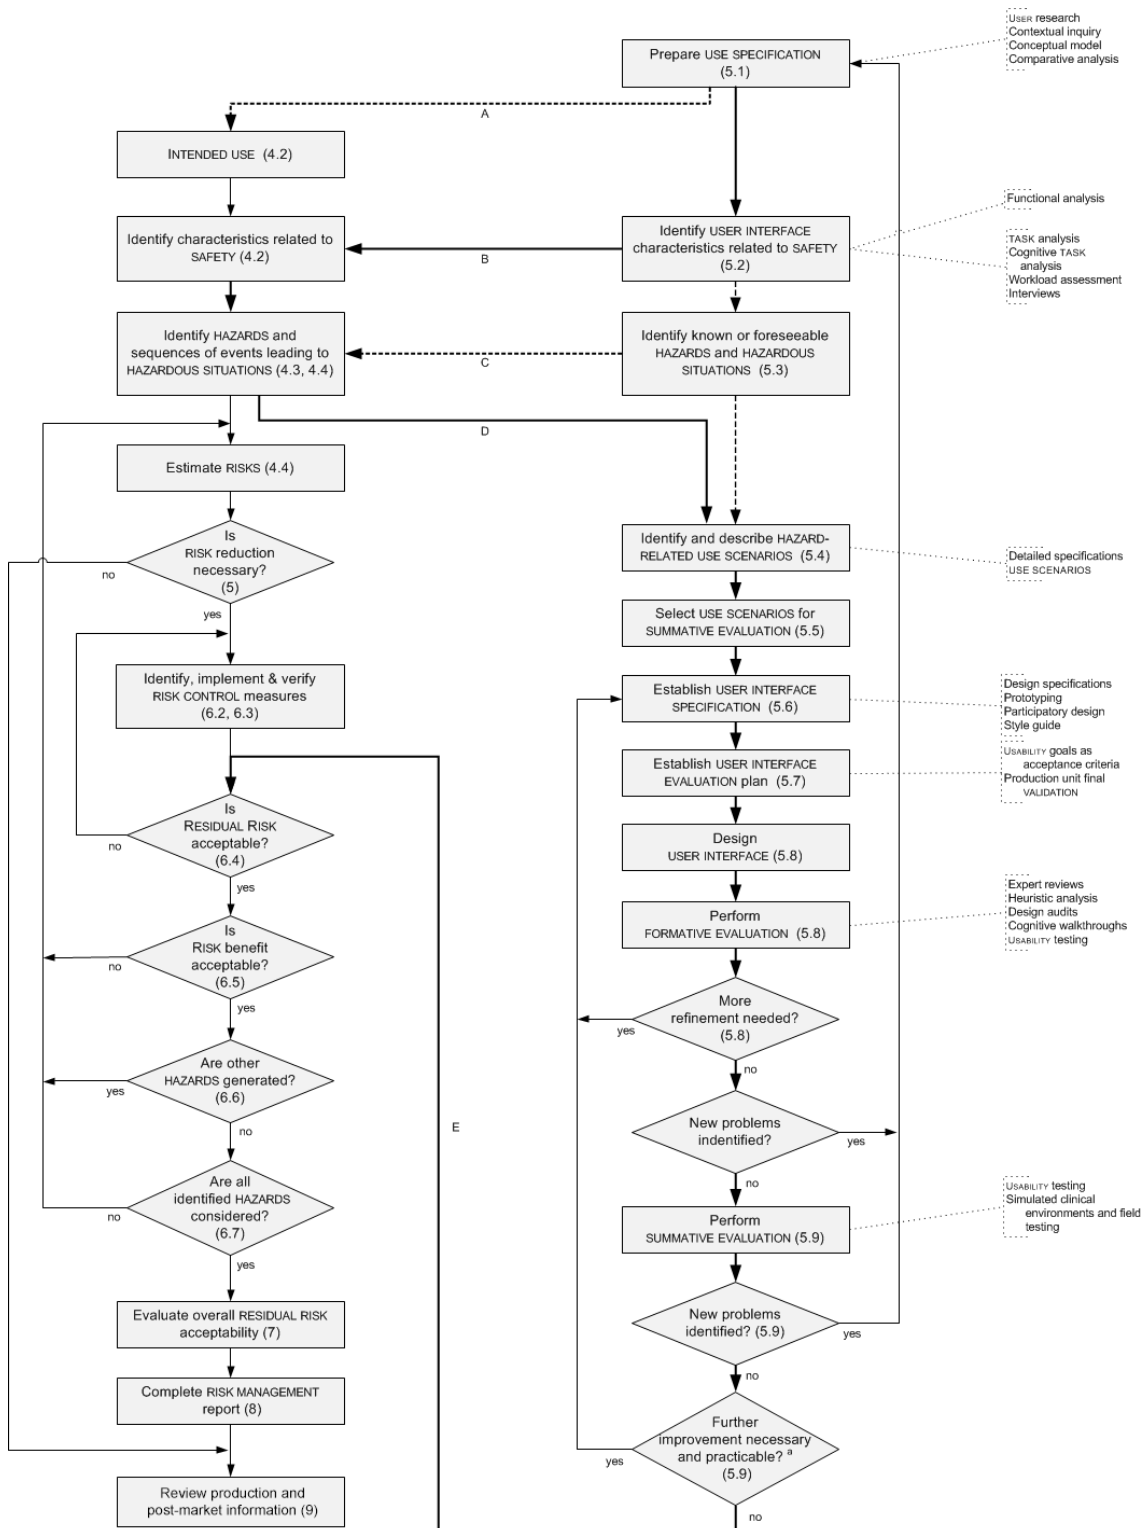 USER research
Contextual inquiry
Conceptual model
Comparative analysis
Prepare USE SPECIFICATION
(5.1)
A
INTENDED USE (4.2)
Functional analysis
Identify characteristics related to
SAFETY (4.2)
B
Identify USER INTERFACE
characteristics related to SAFETY
(5.2)
TASK analysis
Cognitive TASK
analysis
Workload assessment
Interviews
Identify HAZARDS and
sequences of events leading to
HAZARDOUS SITUATIONS (4.3, 4.4)
C
Identify known or foreseeable
HAZARDS and HAZARDOUS
SITUATIONS (5.3)
D
Estimate RISKS (4.4)
Is
RISK reduction
necessary?
(5)
no
yes
Identify and describe HAZARD-
RELATED USE SCENARIOS (5.4)
Detailed specifications
USE SCENARIOS
Select USE SCENARIOS for
SUMMATIVE EVALUATION (5.5)
Identify, implement & verify
RISK CONTROL measures
(6.2, 6.3)
Establish USER INTERFACE
SPECIFICATION (5.6)
Design specifications
Prototyping
Participatory design
Style guide
Establish USER INTERFACE
EVALUATION plan (5.7)
USABILITY goals as
acceptance criteria
Production unit final
VALIDATION
Is
RESIDUAL RISK
acceptable?
(6.4)
no
yes
Design
USER INTERFACE (5.8)
Perform
FORMATIVE EVALUATION (5.8)
Expert reviews
Heuristic analysis
Design audits
Cognitive walkthroughs
USABILITY testing
Is
RISK benefit
acceptable?
(6.5)
no
yes
More
refinement needed?
(5.8)
yes
no
Are other
HAZARDS generated?
(6.6)
yes
no
E
New problems
indentified?
yes
no
Are all
identified HAZARDS
considered?
(6.7)
no
yes
Perform
SUMMATIVE EVALUATION (5.9)
USABILITY testing
Simulated clinical
environments and field
testing
Evaluate overall RESIDUAL RISK
acceptability (7)
New problems
identified? (5.9)
yes
no
Complete RISK MANAGEMENT
report (8)
Further
improvement necessary
and practicable? a
(5.9)
yes
no
Review production and
post-market information (9)